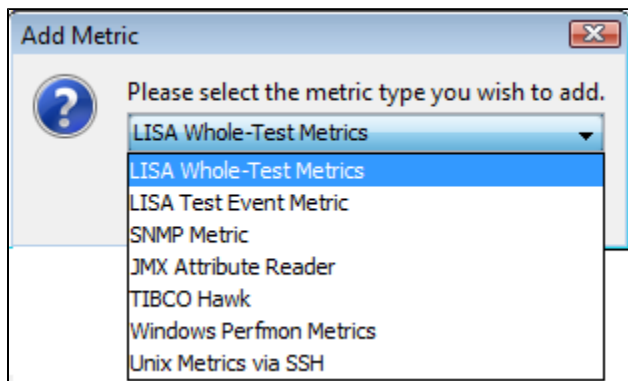 Add Metric
Please select the metric type you wish to add.
LISA Whole-Test Metrics
LISA Whole-Test Metrics
LISA Test Event Metric
SNMP Metric
JMX Attribute Reader
TIBCO Hawk
Windows Perfmon Metrics
Unix Metrics via SSH